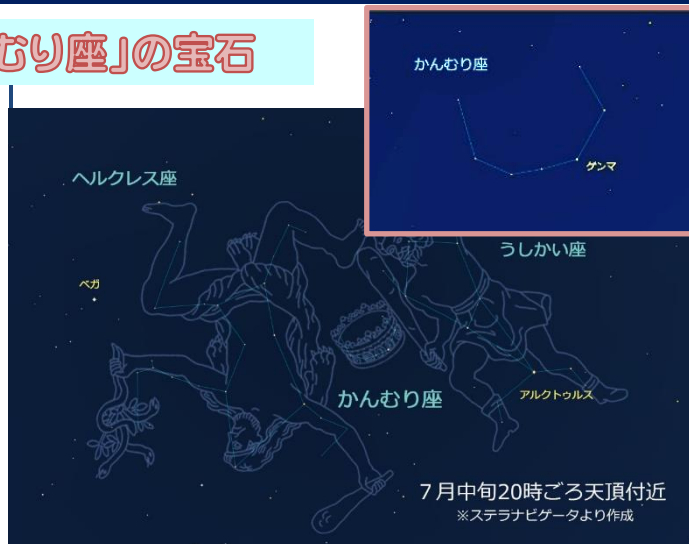 むり座」の宝石
かんむり座
ゲンマ
ヘルクレス座
うしかい座
ベガ
かんむり座
アルクトゥルス
7月中旬20時ごろ天頂付近
※ステラナビゲータより作成